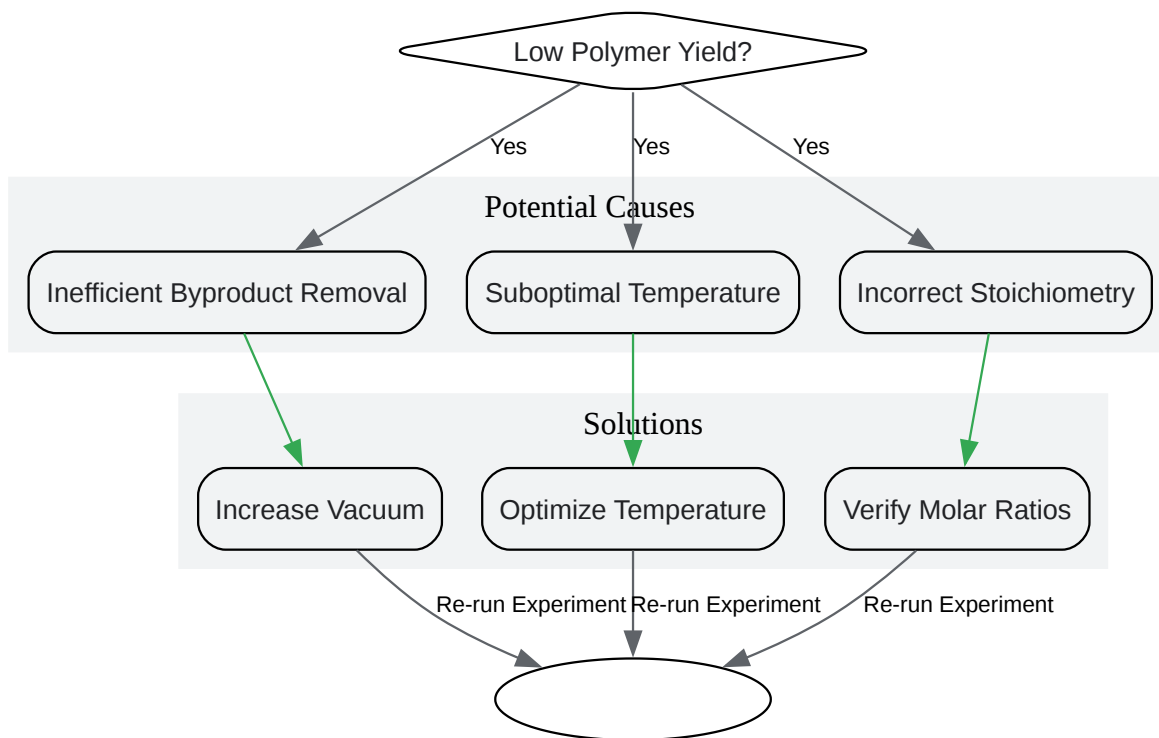 Low Polymer Yield?
Yes
Yes
Yes
Potential Causes
Inefficient Byproduct Removal
Suboptimal Temperature
Incorrect Stoichiometry
Solutions
Increase Vacuum
Optimize Temperature
Verify Molar Ratios
Re-run Experiment
Re-run Experiment
Re-run Experiment